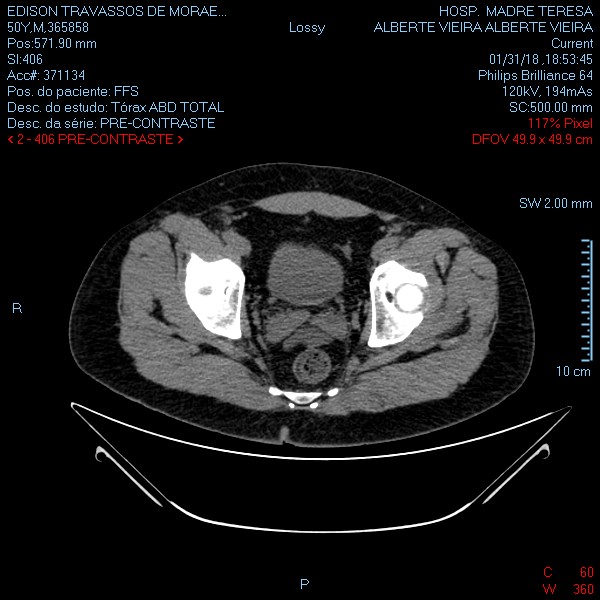 EDISON TRAVASSOS DE MORAE...
50Y,M,365858
Pos:571.90 mm
Sl:406
Acc#: 371134
Pos. do paciente: FFS
Desc. do estudo: Tórax ABD TOTAL
Desc. da série: PRE-CONTRASTE
< 2 - 406 PRE-CONTRASTE >
Lossy
HOSP. MADRE TERESA
ALBERTE VIEIRA ALBERTE VIEIRA
Current
01/31/18 ,18:53:45
Philips Brilliance 64
120kV, 194mAs
SC:500.00 mm
117% Pixel
DFOV 49.9 x 49.9 cm
SW 2.00 mm
R
10 cm
P
C 60
W 360